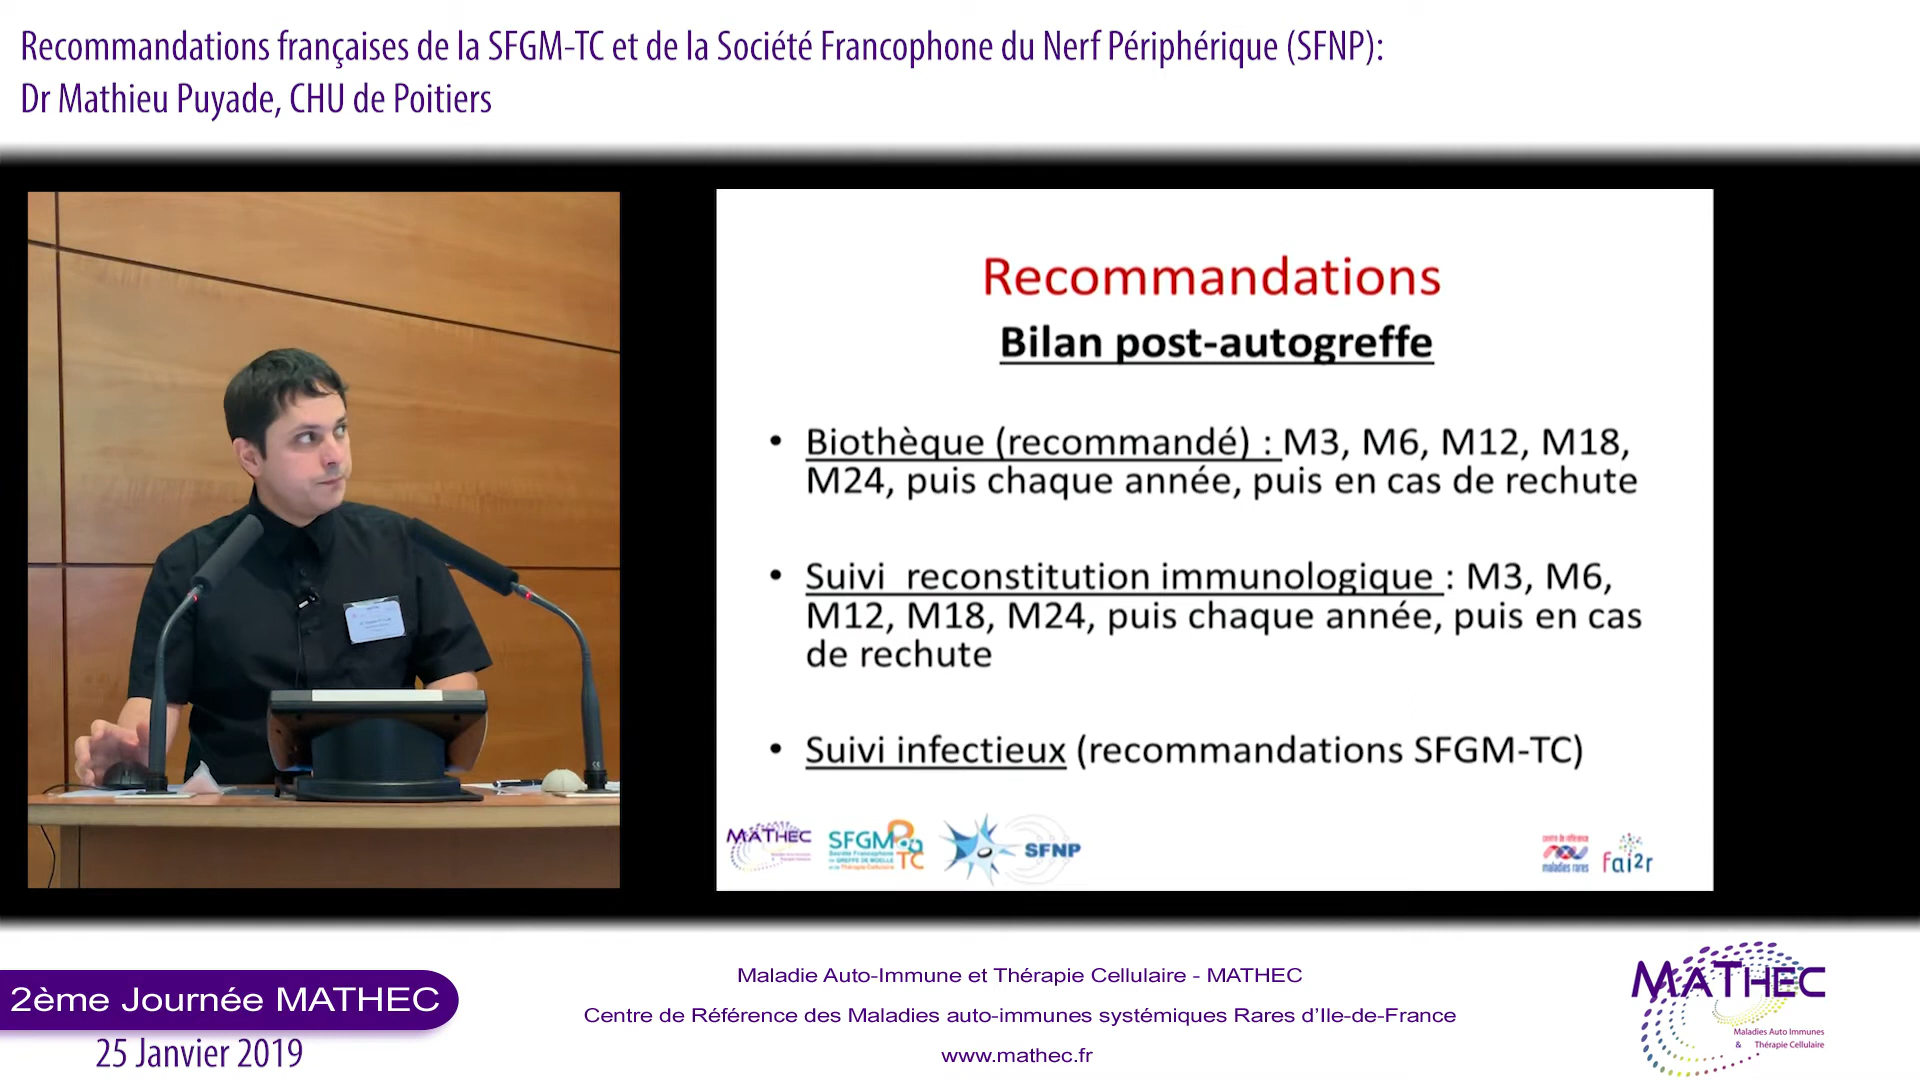 Recommandations françaises de la SFGM-TC et de la Société Francophone du Nerf Périphérique (SFNP):
Dr Mathieu Puyade, CHU de Poitiers
Recommandations
Bilan post-autogreffe
• Biothèque (recommandé) : M3, M6, M12, M18,
M24, puis chaque année, puis en cas de rechute
• Suivi reconstitution immunologique : M3, M6,
M12, M18, M24, puis chaque année, puis en cas
de rechute
• Suivi infectieux (recommandations SFGM-TC)
MATHEC
SFGM
TC
SFNP
centre de référence
maladies rares
fai2r
2ème Journée MATHEC
25 Janvier 2019
Maladie Auto-Immune et Thérapie Cellulaire - MATHEC
Centre de Référence des Maladies auto-immunes systémiques Rares d'Ile-de-France
www.mathec.fr
MATHEC
Maladies Auto Immunes
& Thérapie Cellulaire